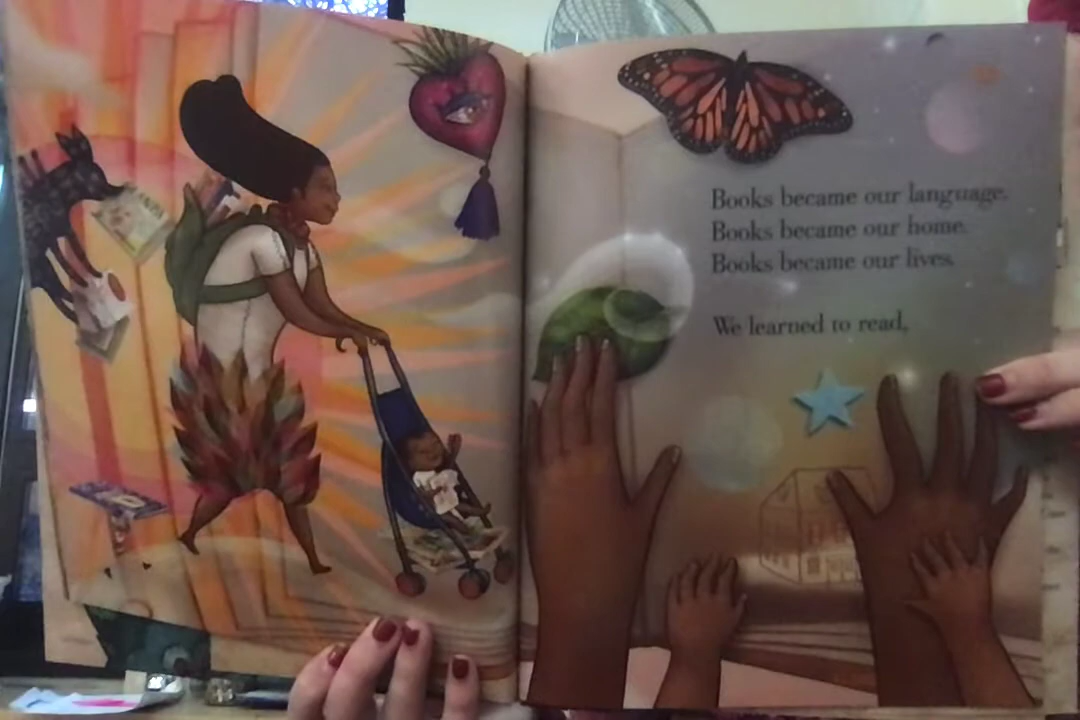 Books became our language.
Books became our home.
Books became our lives.
We learned to read,